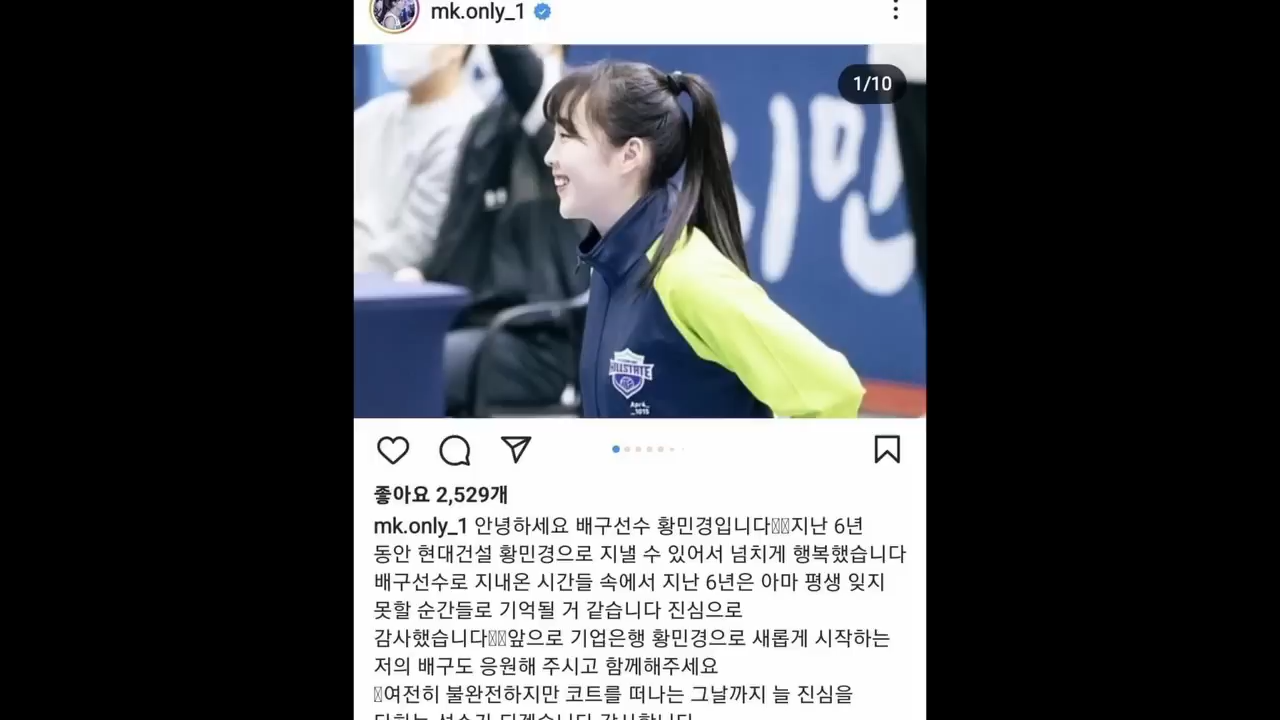 mk.only_1
1/10
시민
HILLSTATE
April_
_1015
좋아요 2,529개
mk.only_1 안녕하세요 배구선수 황민경입니다지난 6년
동안 현대건설 황민경으로 지낼 수 있어서 넘치게 행복했습니다
배구선수로 지내온 시간들 속에서 지난 6년은 아마 평생 잊지
못할 순간들로 기억될 거 같습니다 진심으로
감사했습니다앞으로 기업은행 황민경으로 새롭게 시작하는
저의 배구도 응원해 주시고 함께해주세요
여전히 불완전하지만 코트를 떠나는 그날까지 늘 진심을